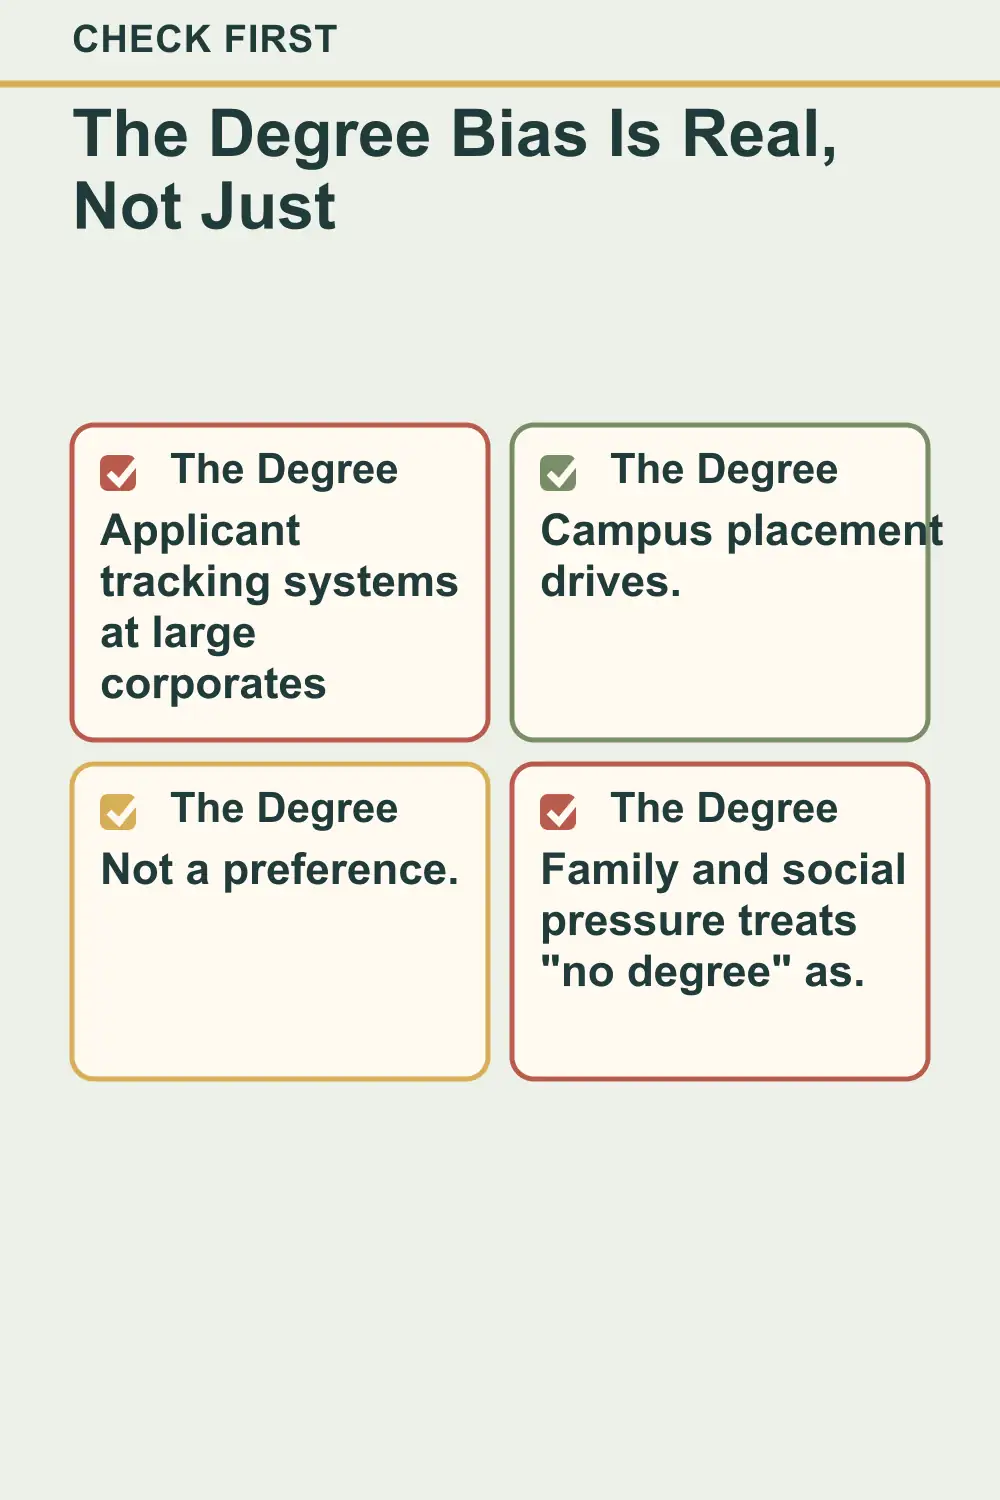 CHECK FIRST
The Degree Bias Is Real,
Not Just
The Degree
Applicant
tracking systems
at large
corporates
The Degree
Campus placement
drives.
The Degree
Not a preference.
The Degree
Family and social
pressure treats
"no degree" as.